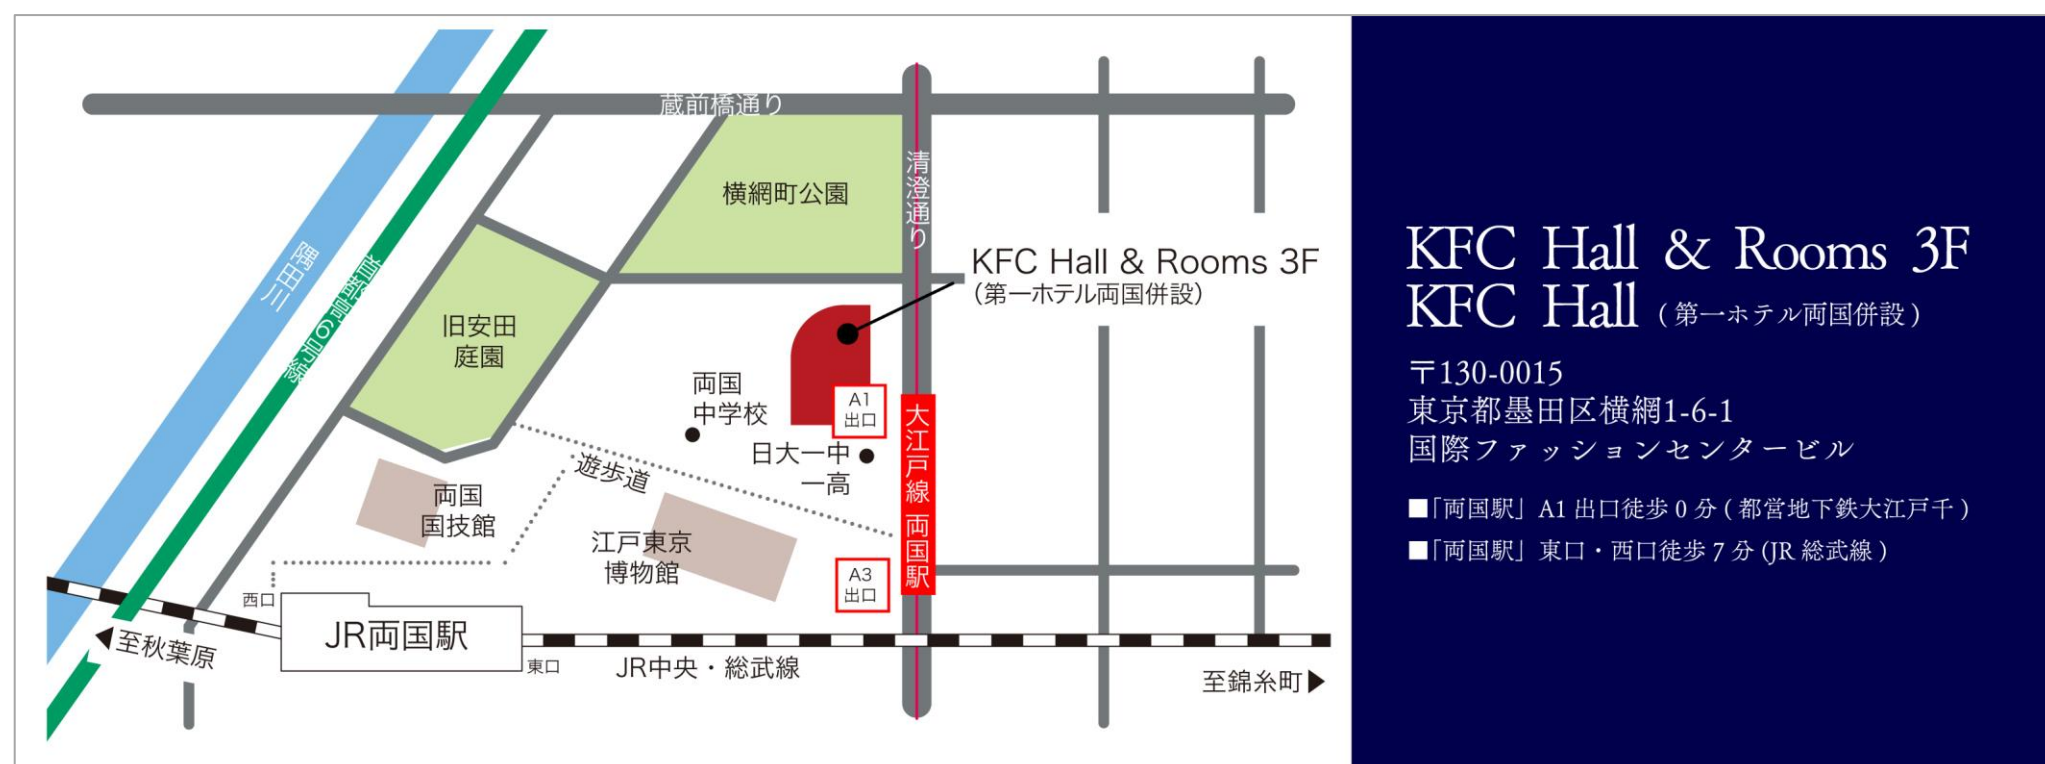 蔵前橋通り
清澄通り
横網町公園
隅田川
首都高6号線
KFC Hall & Rooms 3F
（第一ホテル両国併設）
旧安田
庭園
両国
中学校
A1
出口
日大一中
一高
大江戸線 両国駅
遊歩道
両国
国技館
江戸東京
博物館
A3
出口
西口
JR両国駅
東口
至秋葉原
JR中央・総武線
至錦糸町
KFC Hall & Rooms 3F
KFC Hall (第一ホテル両国併設)
〒130-0015
東京都墨田区横網1-6-1
国際ファッションセンタービル
■「両国駅」A1 出口徒歩 0 分 ( 都営地下鉄大江戸千 )
■「両国駅」東口・西口徒歩 7 分 (JR 総武線 )